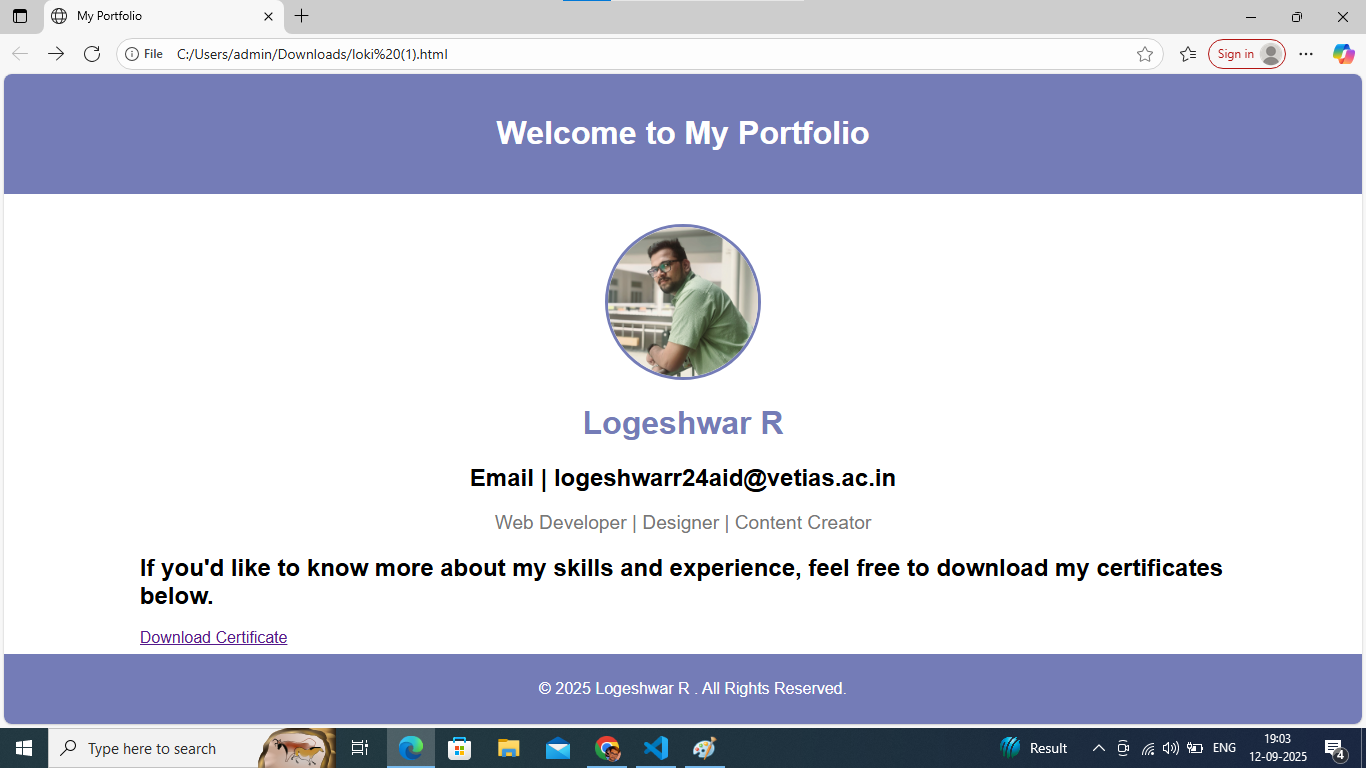 My Portfolio
File C:/Users/admin/Downloads/loki%20(1).html
Sign in
Welcome to My Portfolio
Logeshwar R
Email | logeshwarr24aid@vetias.ac.in
Web Developer | Designer | Content Creator
If you'd like to know more about my skills and experience, feel free to download my certificates
below.
Download Certificate
© 2025 Logeshwar R . All Rights Reserved.
Type here to search
Result
ENG
19:03
12-09-2025
4